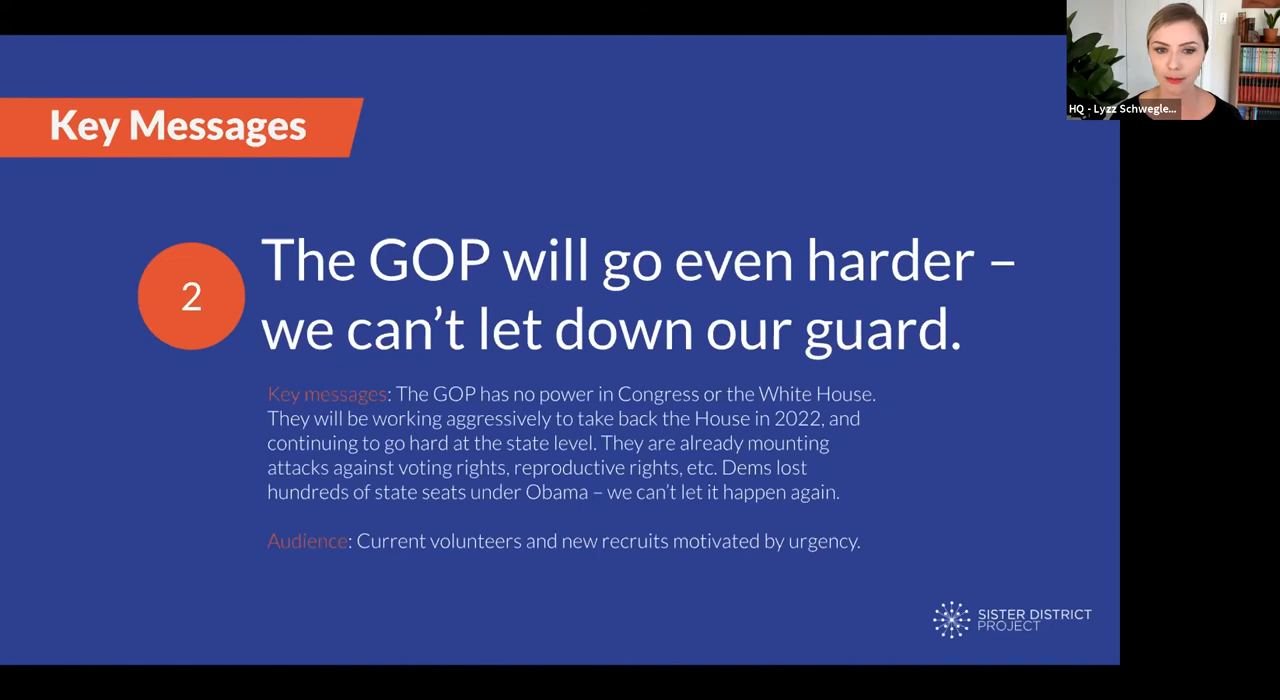 HQ - Lyzz Schwegle...
Key Messages
2
The GOP will go even harder –
we can't let down our guard.
Key messages: The GOP has no power in Congress or the White House.
They will be working aggressively to take back the House in 2022, and
continuing to go hard at the state level. They are already mounting
attacks against voting rights, reproductive rights, etc. Dems lost
hundreds of state seats under Obama – we can't let it happen again.
Audience: Current volunteers and new recruits motivated by urgency.
SISTER DISTRICT
PROJECT